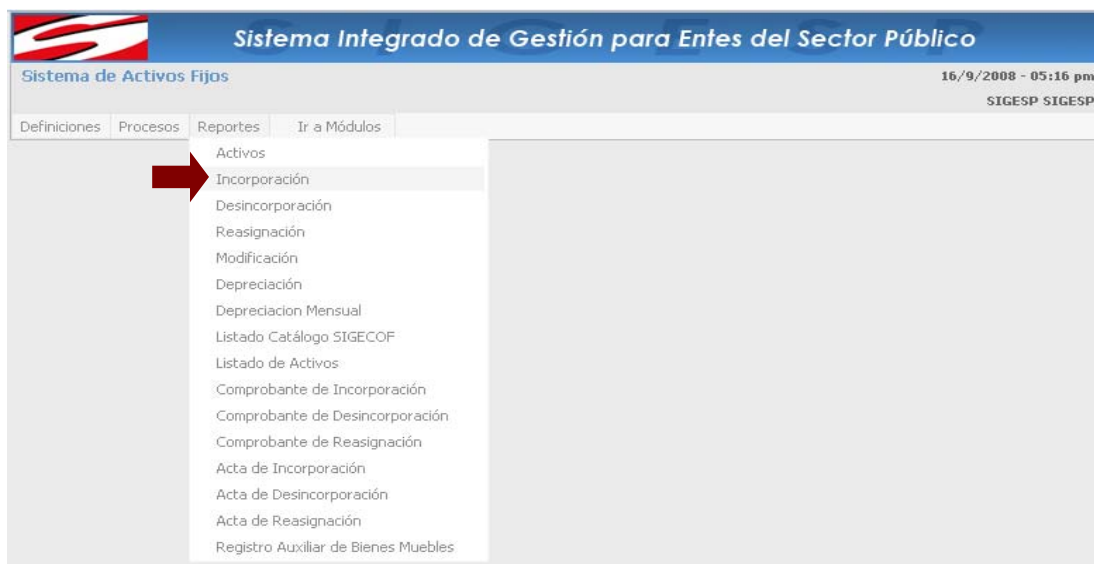 S I G E S P
Sistema Integrado de Gestión para Entes del Sector Público
Sistema de Activos Fijos
16/9/2008 - 05:16 pm
SIGESP SIGESP
Definiciones Procesos Reportes Ir a Módulos
Activos
Incorporación
Desincorporación
Reasignación
Modificación
Depreciación
Depreciacion Mensual
Listado Catálogo SIGECOF
Listado de Activos
Comprobante de Incorporación
Comprobante de Desincorporación
Comprobante de Reasignación
Acta de Incorporación
Acta de Desincorporación
Acta de Reasignación
Registro Auxiliar de Bienes Muebles